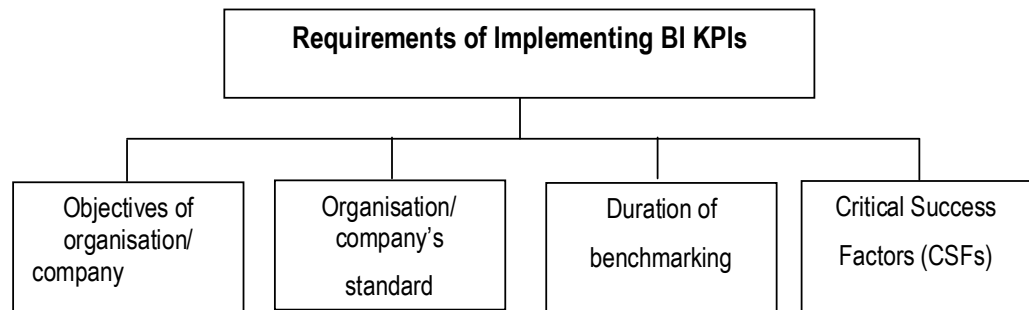 Requirements of Implementing BI KPIs
Objectives of
organisation/
company
Organisation/
company’s
standard
Duration of
benchmarking
Critical Success
Factors (CSFs)